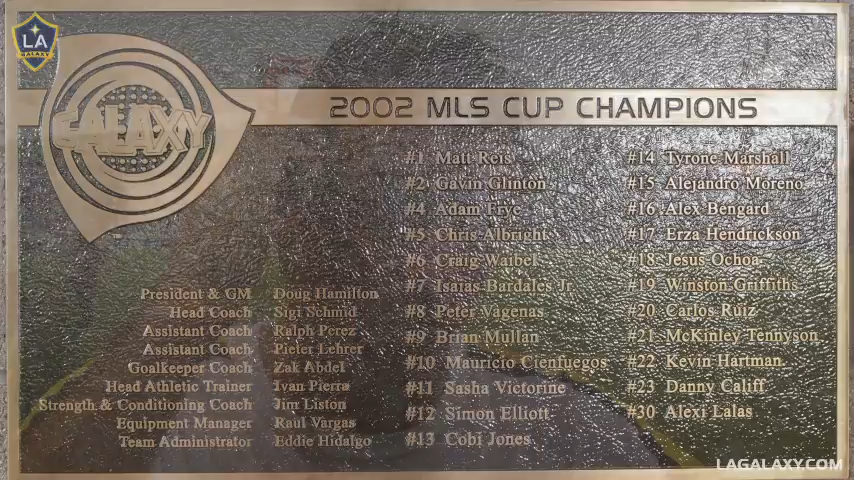 LA
GALAXY
GALAXY
2002 MLS CUP CHAMPIONS
President & GM Doug Hamilton
Head Coach Sigi Schmid
Assistant Coach Ralph Perez
Assistant Coach Pieter Lehrer
Goalkeeper Coach Zak Abdel
Head Athletic Trainer Ivan Pierra
Strength & Conditioning Coach Jim Liston
Equipment Manager Raul Vargas
Team Administrator Eddie Hidalgo
#1 Matt Reis
#2 Gavin Glinton
#4 Adam Frye
#5 Chris Albright
#6 Craig Waibel
#7 Isaias Bardales Jr.
#8 Peter Vagenas
#9 Brian Mullan
#10 Mauricio Cienfuegos
#11 Sasha Victorine
#12 Simon Elliott
#13 Cobi Jones
#14 Tyrone Marshall
#15 Alejandro Moreno
#16 Alex Bengard
#17 Erza Hendrickson
#18 Jesus Ochoa
#19 Winston Griffiths
#20 Carlos Ruiz
#21 McKinley Tennyson
#22 Kevin Hartman
#23 Danny Califf
#30 Alexi Lalas
LAGALAXY.COM